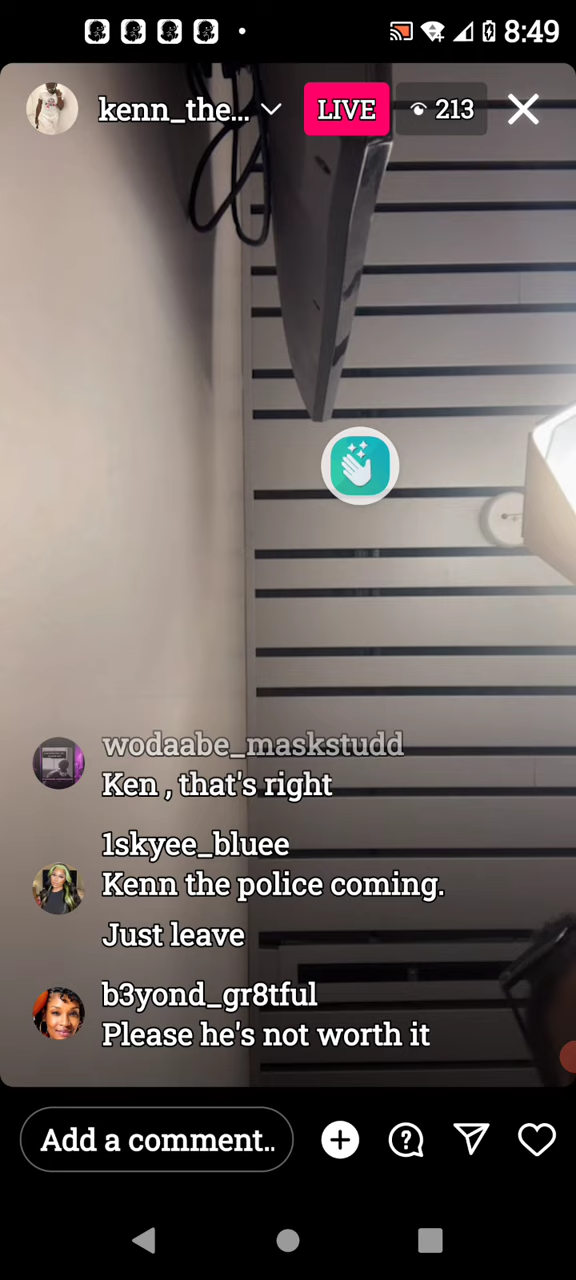 8:49
kenn_the...
LIVE
213
wodaabe_maskstudd
Ken , that's right
1skyee_bluee
Kenn the police coming.
Just leave
b3yond_gr8tful
Please he's not worth it
Add a comment..